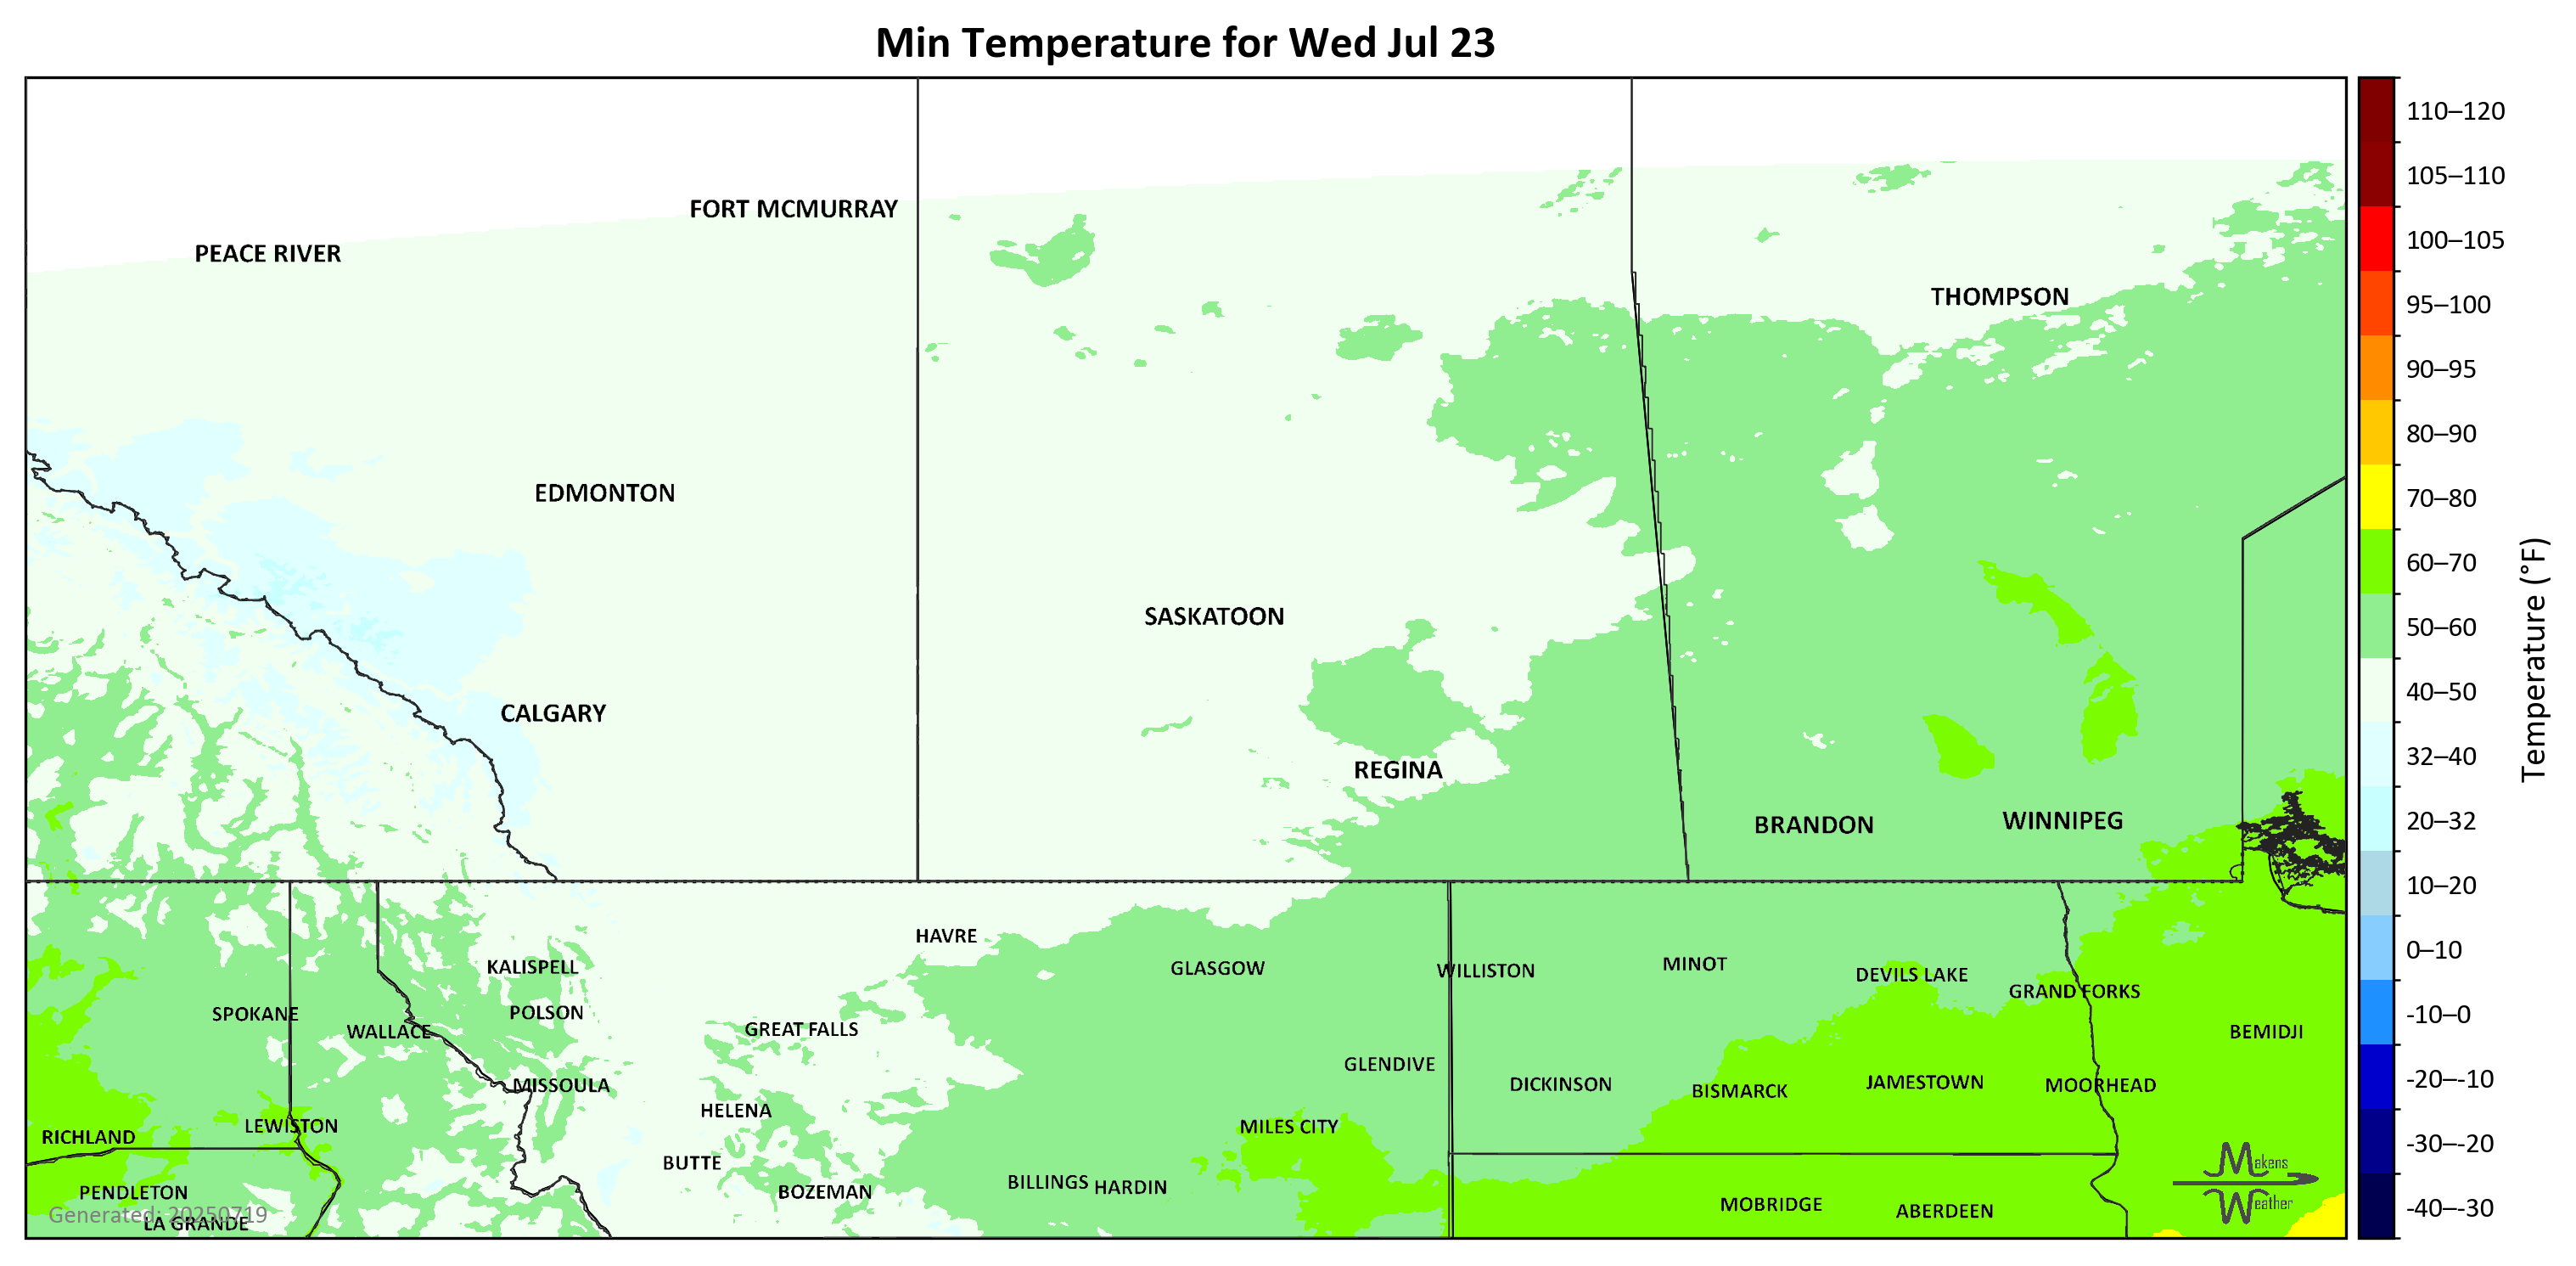 Min Temperature for Wed Jul 23
110–120
105–110
FORT MCMURRAY
100–105
PEACE RIVER
THOMPSON
95–100
90–95
80–90
EDMONTON
70–80
60–70
SASKATOON
50–60
Temperature (°F)
40–50
CALGARY
32–40
REGINA
20–32
BRANDON
WINNIPEG
10–20
HAVRE
0–10
KALISPELL
GLASGOW
WILLISTON
MINOT
DEVILS LAKE
GRAND FORKS
SPOKANE
POLSON
-10–0
WALLACE
GREAT FALLS
BEMIDJI
GLENDIVE
-20–-10
MISSOULA
DICKINSON
BISMARCK
JAMESTOWN
MOORHEAD
HELENA
LEWISTON
MILES CITY
RICHLAND
-30–-20
BUTTE
Makens
Weather
PENDLETON
BOZEMAN
BILLINGS
HARDIN
MOBRIDGE
ABERDEEN
-40–-30
Generated: 20250719
LA GRANDE